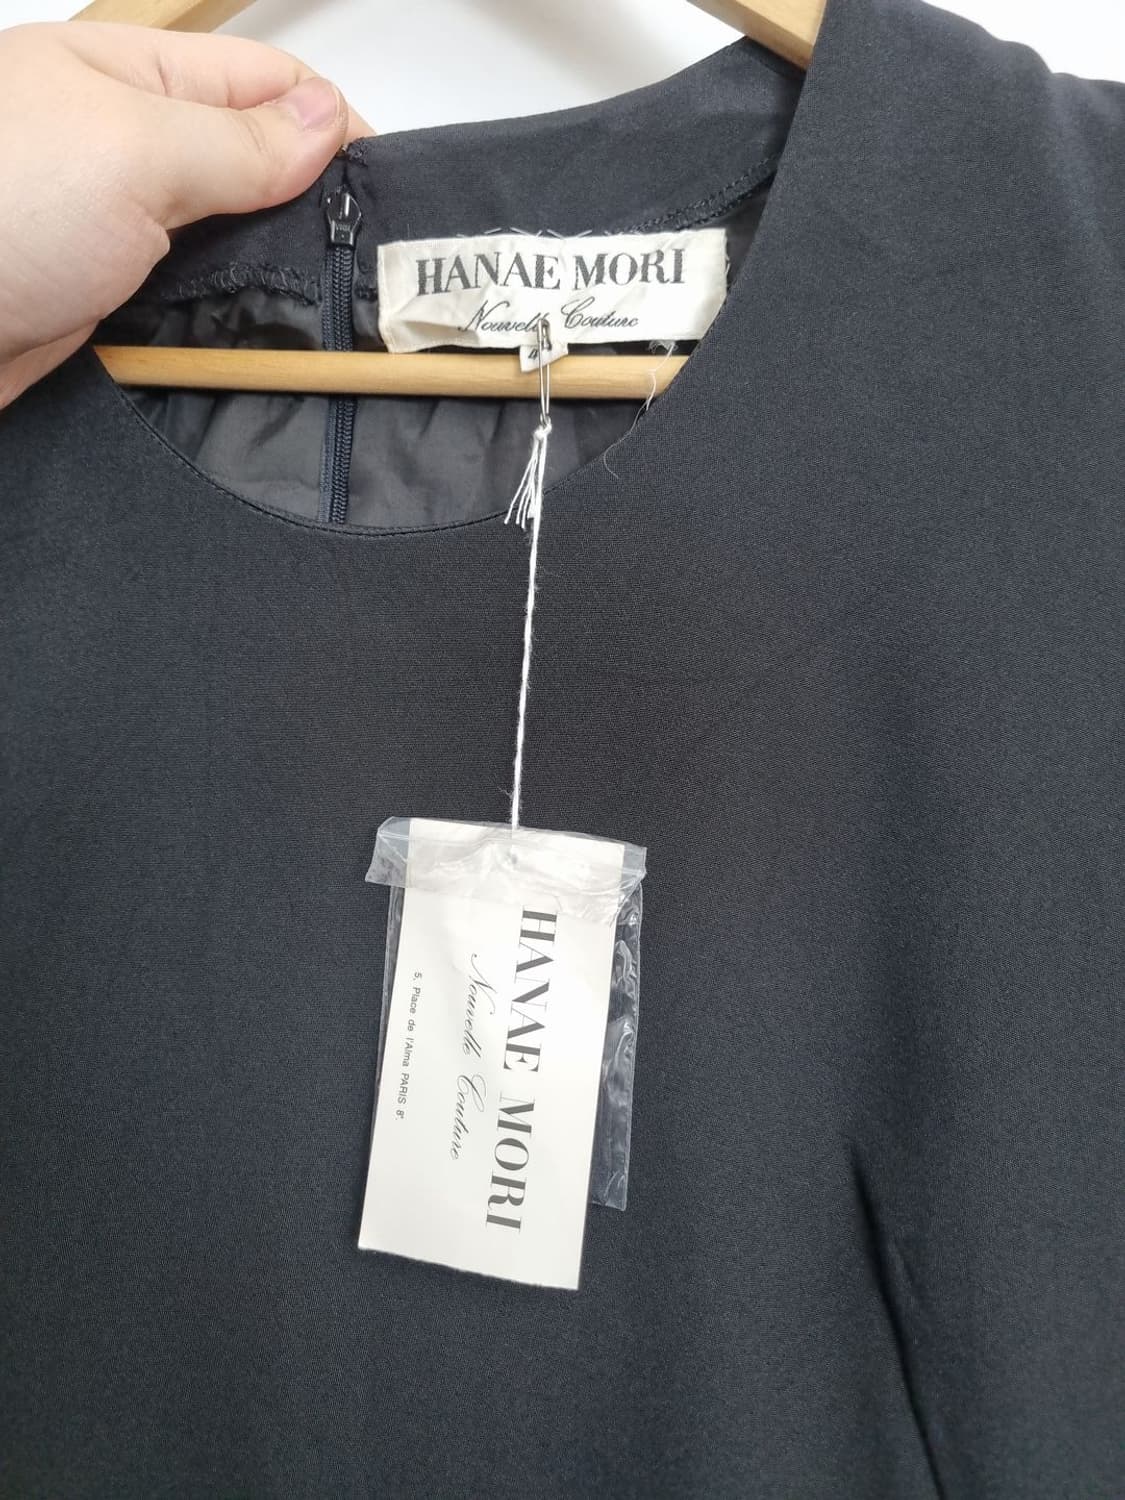 HANAE MORI
Nouvelle Couture
HANAE MORI
Nouvelle Couture
5, Place de l'Alma PARIS 8e.